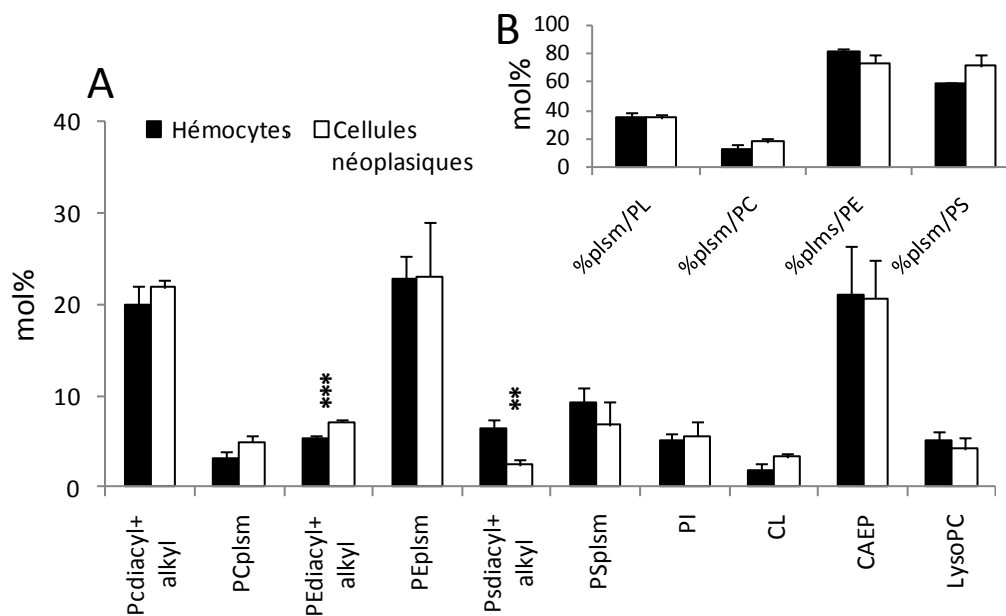 A
B
mol%
100
80
60
40
20
0
%plsm/PL
%plsm/PC
%plms/PE
%plsm/PS
Hémocytes
Cellules
néoplasiques
mol%
40
30
20
10
0
***
**
Pcdiacyl+
alkyl
PCplsm
PEdiacyl+
alkyl
PEplsm
Psdiacyl+
alkyl
PSplsm
PI
CL
CAEP
LysoPC